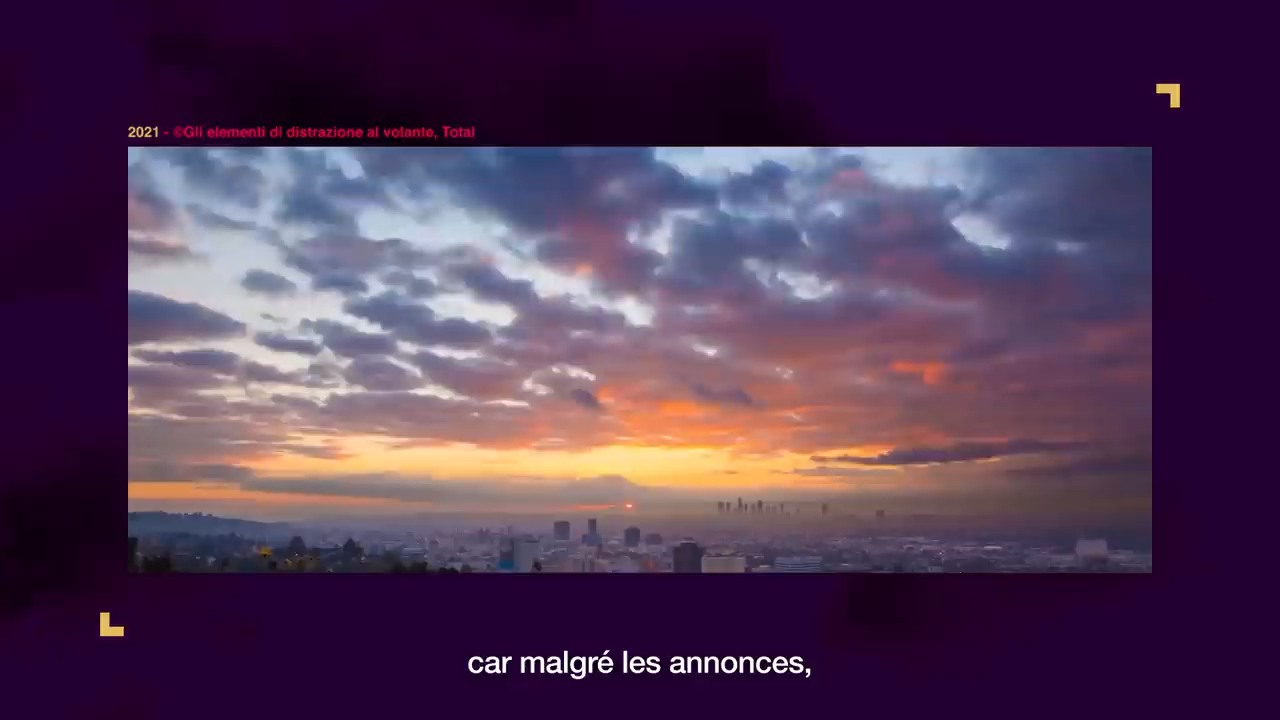 2021 - ©Gli elementi di distrazione al volante, Total
car malgré les annonces,